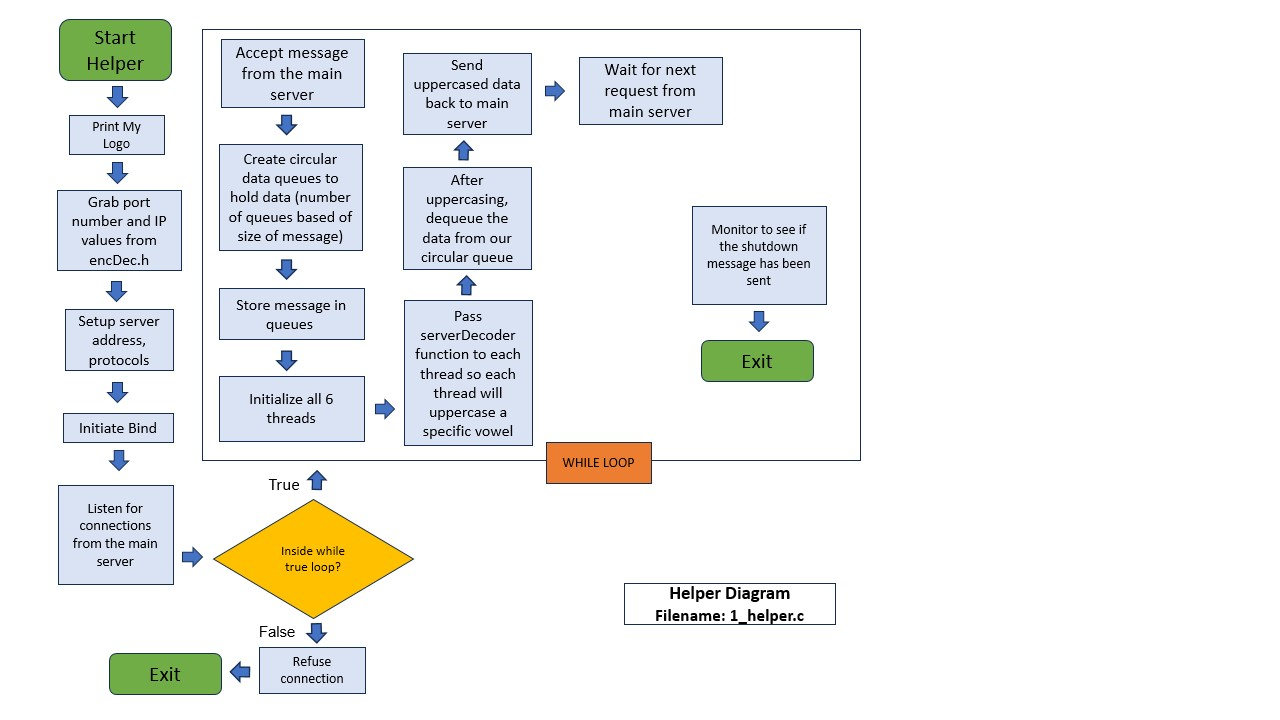 Start
Helper
Print My
Logo
Grab port
number and IP
values from
encDec.h
Setup server
address,
protocols
Initiate Bind
Listen for
connections
from the main
server
Accept message
from the main
server
Create circular
data queues to
hold data (number
of queues based of
size of message)
Store message in
queues
Initialize all 6
threads
Pass
serverDecoder
function to each
thread so each
thread will
uppercase a
specific vowel
After
uppercasing,
dequeue the
data from our
circular queue
Send
uppercased data
back to main
server
Wait for next
request from
main server
Monitor to see if
the shutdown
message has been
sent
Exit
WHILE LOOP
True
Inside while
true loop?
False
Refuse
connection
Exit
Helper Diagram
Filename: 1_helper.c